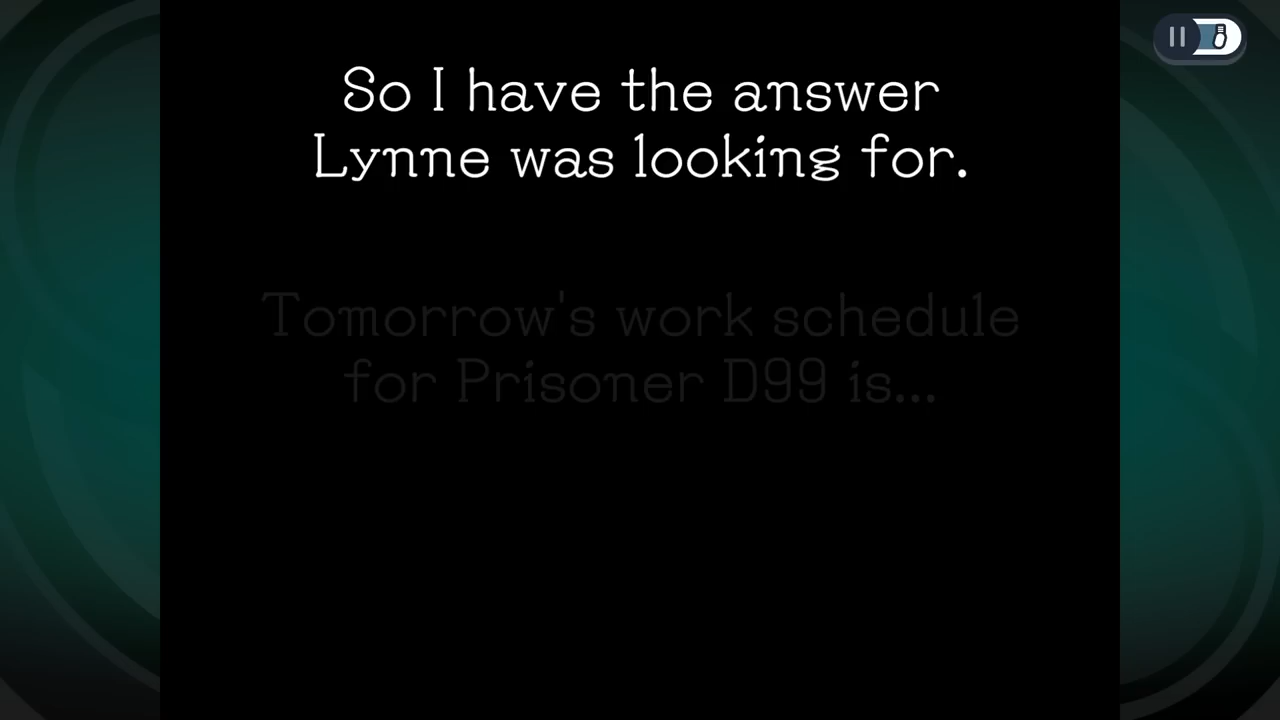 So I have the answer
Lynne was looking for.
Tomorrow's work schedule
for Prisoner D99 is...